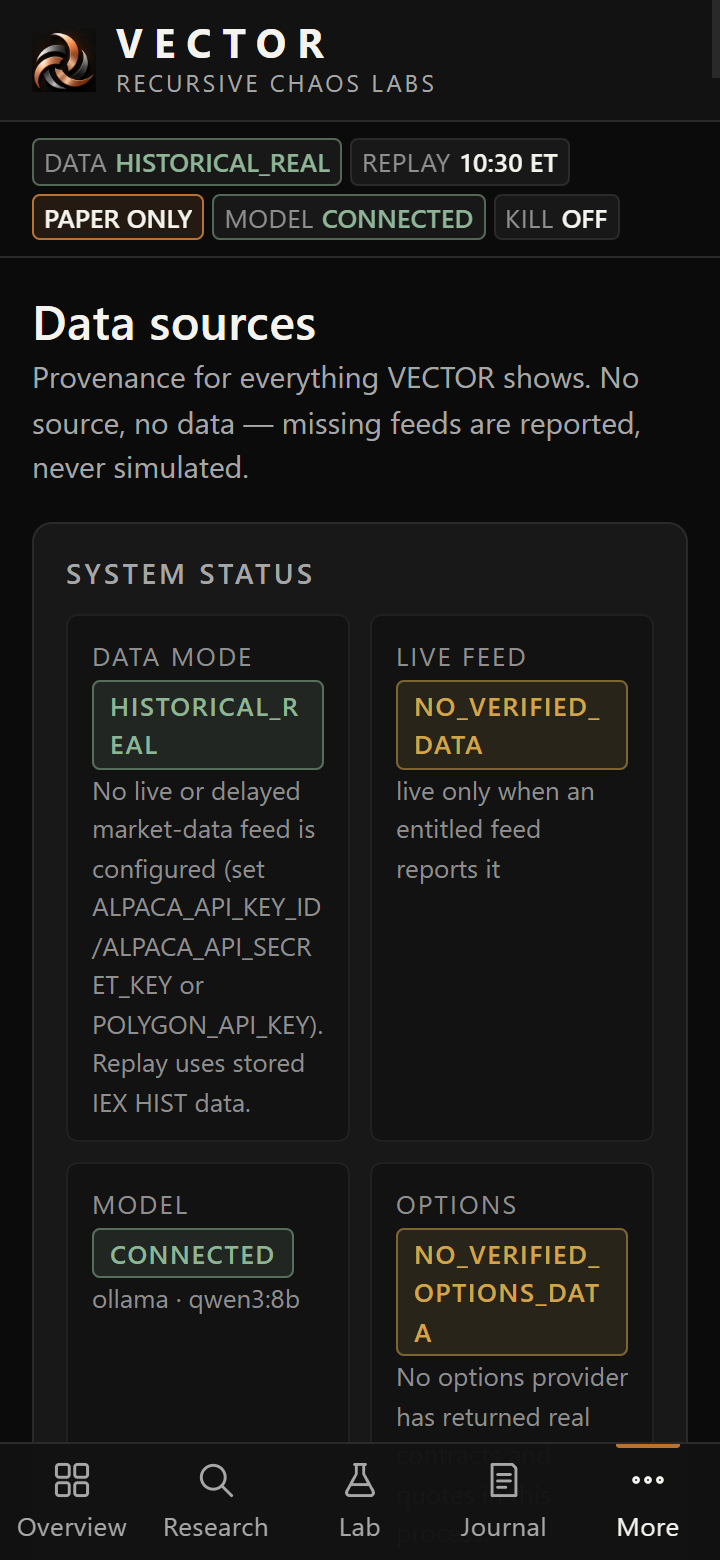 VECTOR
RECURSIVE CHAOS LABS
DATA HISTORICAL_REAL
REPLAY 10:30 ET
PAPER ONLY
MODEL CONNECTED
KILL OFF
Data sources
Provenance for everything VECTOR shows. No
source, no data — missing feeds are reported,
never simulated.
SYSTEM STATUS
DATA MODE
HISTORICAL_R
EAL
No live or delayed
market-data feed is
configured (set
ALPACA_API_KEY_ID
/ALPACA_API_SECR
ET_KEY or
POLYGON_API_KEY).
Replay uses stored
IEX HIST data.
LIVE FEED
NO_VERIFIED_
DATA
live only when an
entitled feed
reports it
MODEL
CONNECTED
ollama · qwen3:8b
OPTIONS
NO_VERIFIED_
OPTIONS_DAT
A
No options provider
has returned real
contracts and
Overview
Research
Lab
Journal
More